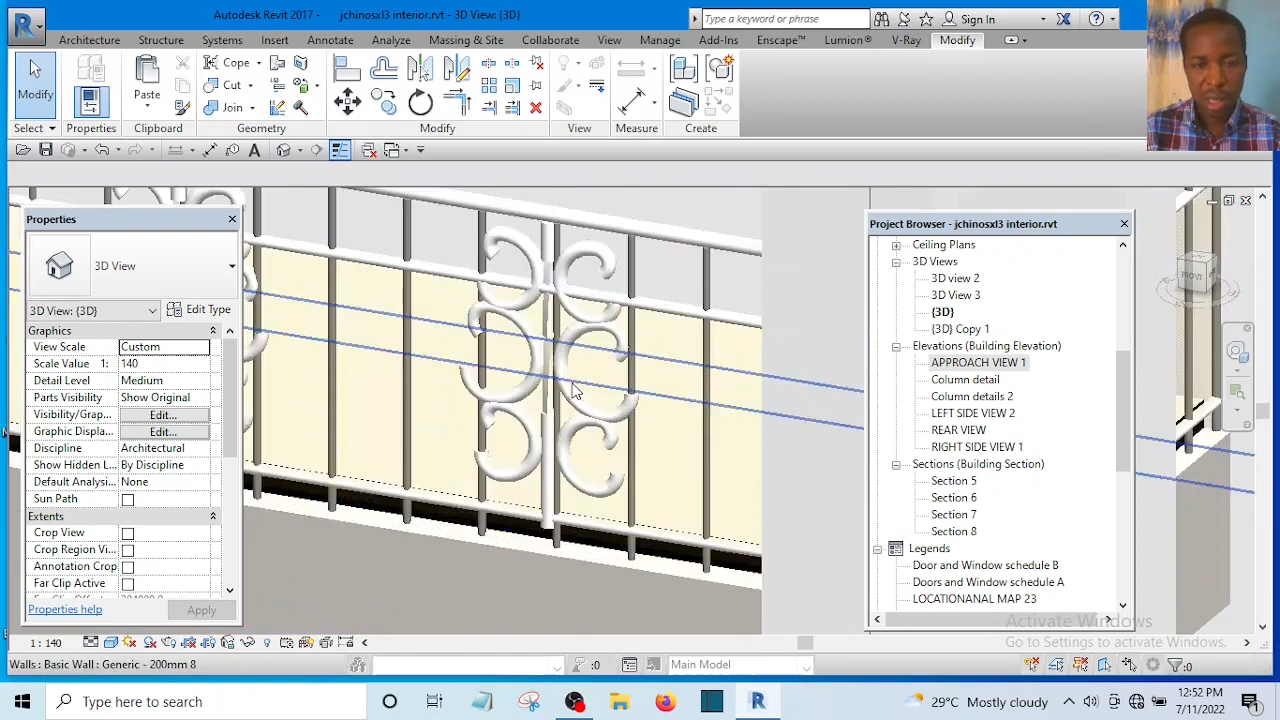 Autodesk Revit 2017 - jchinosxl3 interior.rvt - 3D View: {3D}
Type a keyword or phrase
Sign In
Architecture Structure Systems Insert Annotate Analyze Massing & Site Collaborate View Manage Add-Ins Enscape™ Lumion® V-Ray Modify
Modify
Paste
Cope
Cut
Join
Select Properties Clipboard Geometry Modify View Measure Create
Properties
3D View
3D View: {3D}
Edit Type
Graphics
View Scale Custom
Scale Value 1: 140
Detail Level Medium
Parts Visibility Show Original
Visibility/Grap... Edit...
Graphic Displa... Edit...
Discipline Architectural
Show Hidden L... By Discipline
Default Analysi... None
Sun Path
Extents
Crop View
Crop Region Vi...
Annotation Crop
Far Clip Active
Properties help
Apply
Project Browser - jchinosxl3 interior.rvt
Ceiling Plans
3D Views
3D view 2
3D View 3
{3D}
{3D} Copy 1
Elevations (Building Elevation)
APPROACH VIEW 1
Column detail
Column details 2
LEFT SIDE VIEW 2
REAR VIEW
RIGHT SIDE VIEW 1
Sections (Building Section)
Section 5
Section 6
Section 7
Section 8
Legends
Door and Window schedule B
Doors and Window schedule A
LOCATIONANAL MAP 23
FRONT
Activate Windows
Go to Settings to activate Windows.
1 : 140
Walls : Basic Wall : Generic - 200mm 8
:0
Main Model
:0
Type here to search
29°C Mostly cloudy
12:52 PM
7/11/2022
1